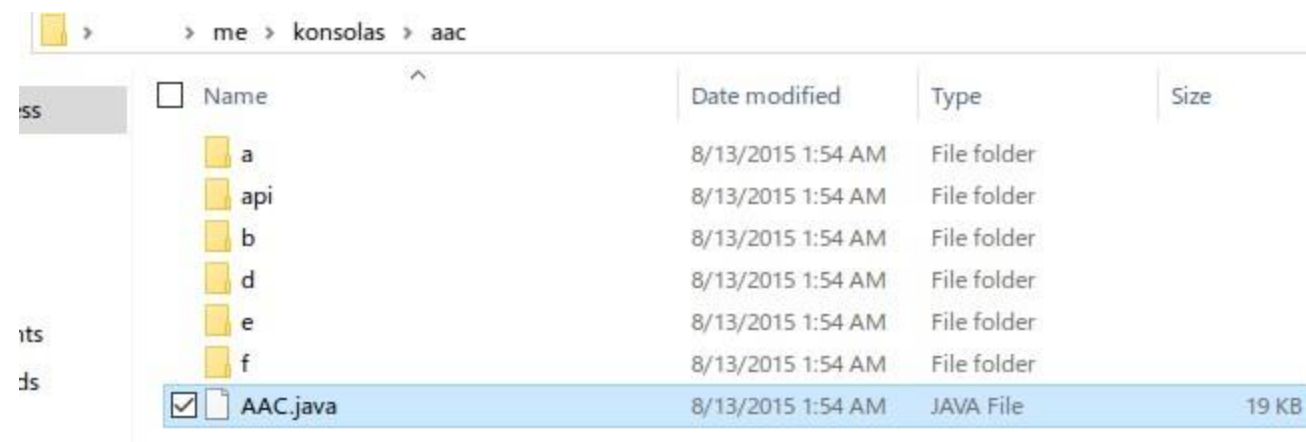 > > me > konsolas > aac
Name Date modified Type Size
ss
a 8/13/2015 1:54 AM File folder
api 8/13/2015 1:54 AM File folder
b 8/13/2015 1:54 AM File folder
d 8/13/2015 1:54 AM File folder
e 8/13/2015 1:54 AM File folder
nts
f 8/13/2015 1:54 AM File folder
ds
AAC.java 8/13/2015 1:54 AM JAVA File 19 KB